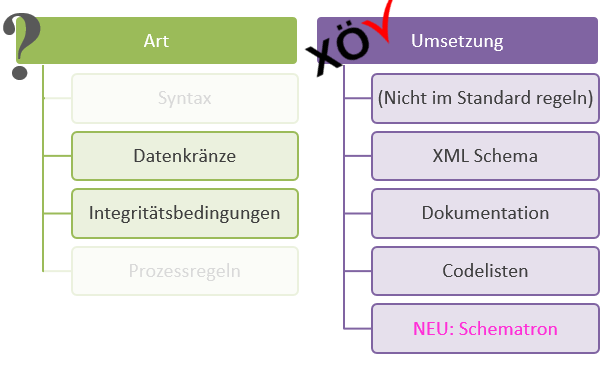 ?
Art
Syntax
Datenkränze
Integritätsbedingungen
Prozessregeln
XÖ√
Umsetzung
(Nicht im Standard regeln)
XML Schema
Dokumentation
Codelisten
NEU: Schematron